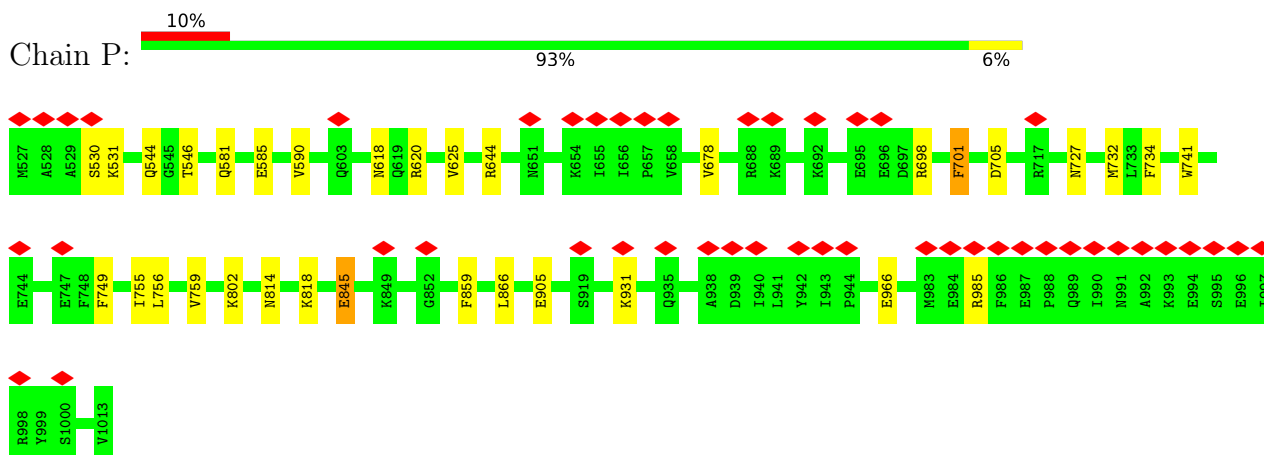 10%
Chain P:
93% 6%
M527 A528 A529 S530 K531 Q544 G545 T546 Q581 E585 V590 Q603 N618 Q619 R620 V625 R644 N651 K654 I655 I656 P657 V658 V678 R688 K689 K692 E695 E696 D697 R698 F701 D705 R717 N727 M732 L733 F734 W741
E744 E747 F748 F749 I755 L756 V759 K802 N814 K818 E845 K849 G852 F859 L866 E905 S919 K931 Q935 A938 D939 I940 L941 Y942 I943 P944 E966 M983 E984 R985 F986 E987 P988 Q989 I990 N991 A992 K993 E994 S995 E996 I997
R998 Y999 S1000 V1013